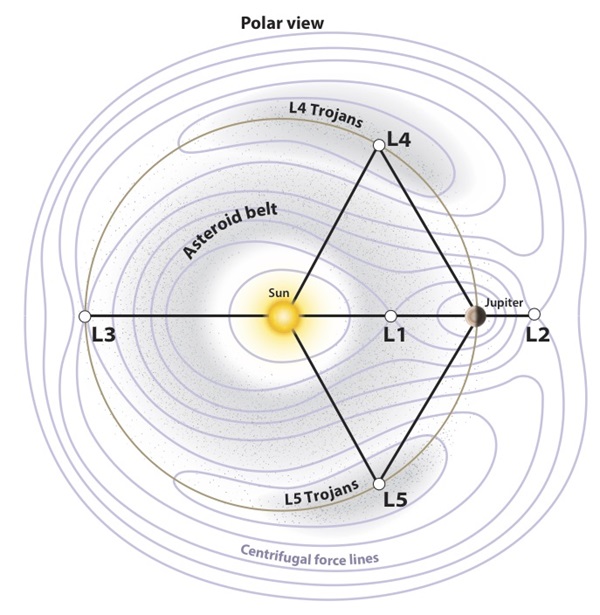 Polar view
L4 Trojans
L4
Asteroid belt
Sun
Jupiter
L3
L1
L2
L5 Trojans
L5
Centrifugal force lines